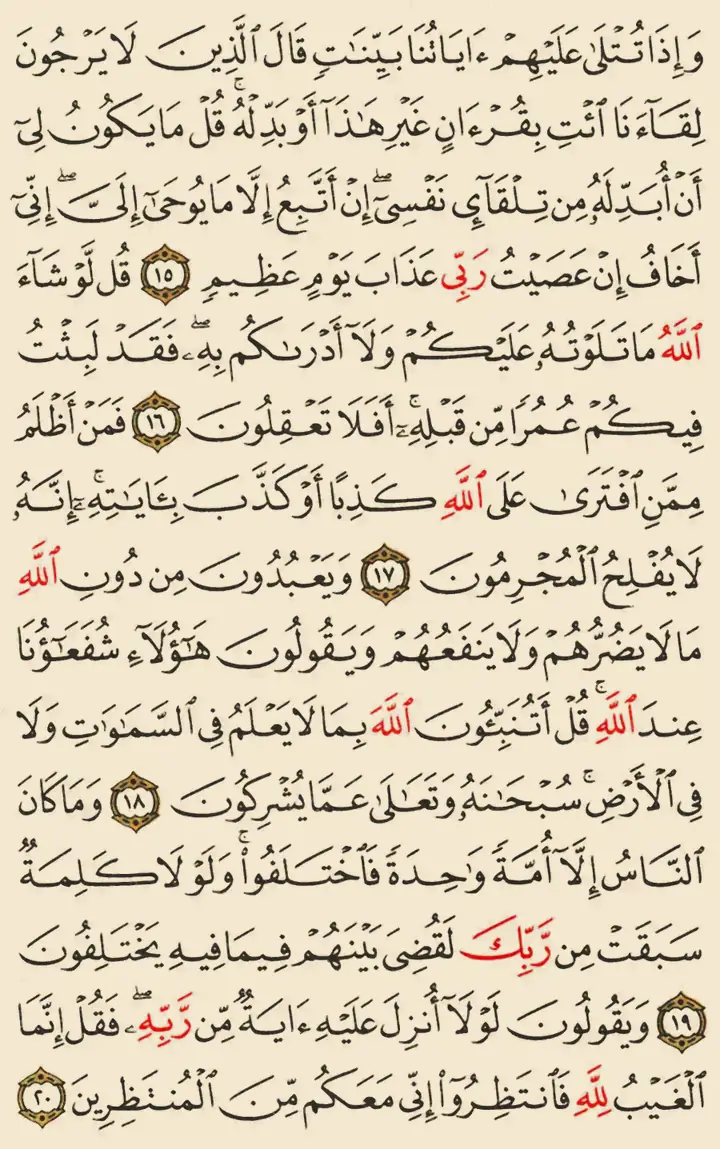 وَإِذَا تُتْلَىٰ عَلَيْهِمْ ءَايَاتُنَا بَيِّنَٰتٍ قَالَ ٱلَّذِينَ لَا يَرْجُونَ
لِقَآءَنَا ٱئْتِ بِقُرْءَانٍ غَيْرِ هَٰذَآ أَوْ بَدِّلْهُ ۚ قُلْ مَا يَكُونُ لِىٓ
أَنْ أُبَدِّلَهُۥ مِن تِلْقَآئِ نَفْسِىٓ ۖ إِنْ أَتَّبِعُ إِلَّا مَا يُوحَىٰٓ إِلَىَّ ۖ إِنِّىٓ
أَخَافُ إِنْ عَصَيْتُ رَبِّى عَذَابَ يَوْمٍ عَظِيمٍ ١٥ قُل لَّوْ شَآءَ
ٱللَّهُ مَا تَلَوْتُهُۥ عَلَيْكُمْ وَلَآ أَدْرَىٰكُم بِهِۦ ۖ فَقَدْ لَبِثْتُ
فِيكُمْ عُمُرًا مِّن قَبْلِهِۦٓ ۚ أَفَلَا تَعْقِلُونَ ١٦ فَمَنْ أَظْلَمُ
مِمَّنِ ٱفْتَرَىٰ عَلَى ٱللَّهِ كَذِبًا أَوْ كَذَّبَ بِـَٔايَٰتِهِۦٓ ۚ إِنَّهُۥ
لَا يُفْلِحُ ٱلْمُجْرِمُونَ ١٧ وَيَعْبُدُونَ مِن دُونِ ٱللَّهِ
مَا لَا يَضُرُّهُمْ وَلَا يَنفَعُهُمْ وَيَقُولُونَ هَٰٓؤُلَآءِ شُفَعَٰٓؤُنَا
عِندَ ٱللَّهِ ۚ قُلْ أَتُنَبِّـُٔونَ ٱللَّهَ بِمَا لَا يَعْلَمُ فِى ٱلسَّمَٰوَٰتِ وَلَا
فِى ٱلْأَرْضِ ۚ سُبْحَٰنَهُۥ وَتَعَٰلَىٰ عَمَّا يُشْرِكُونَ ١٨ وَمَا كَانَ
ٱلنَّاسُ إِلَّآ أُمَّةً وَٰحِدَةً فَٱخْتَلَفُوا۟ ۚ وَلَوْلَا كَلِمَةٌ
سَبَقَتْ مِن رَّبِّكَ لَقُضِىَ بَيْنَهُمْ فِيمَا فِيهِ يَخْتَلِفُونَ
١٩ وَيَقُولُونَ لَوْلَآ أُنزِلَ عَلَيْهِ ءَايَةٌ مِّن رَّبِّهِۦ ۖ فَقُلْ إِنَّمَا
ٱلْغَيْبُ لِلَّهِ فَٱنتَظِرُوٓا۟ إِنِّى مَعَكُم مِّنَ ٱلْمُنتَظِرِينَ ٢٠